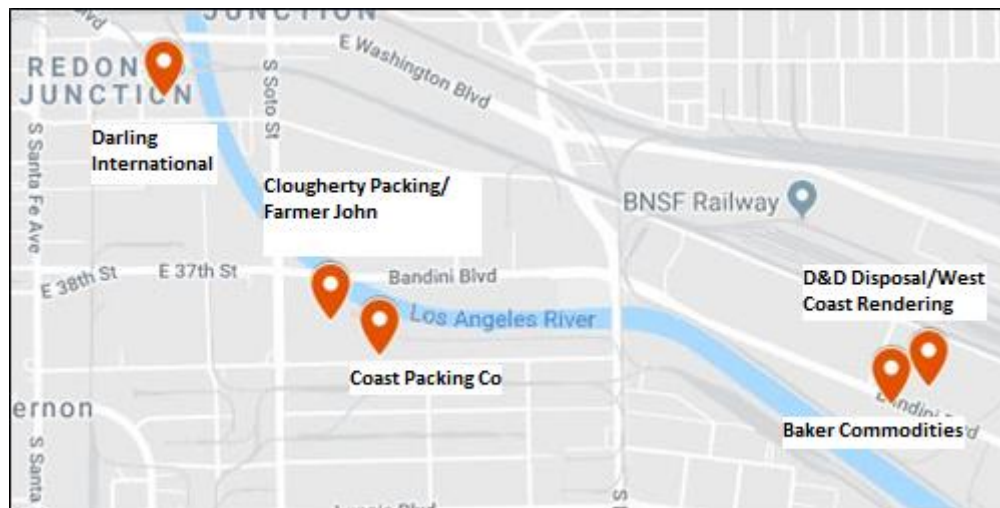 JUNCTION
Blvd
E Washington Blvd
REDON
JUNCTION
S Soto St
Darling
International
S Santa Fe Ave
Clougherty Packing/
Farmer John
BNSF Railway
E 38th St
E 37th St
Bandini Blvd
D&D Disposal/West
Coast Rendering
Los Angeles River
Coast Packing Co
ernon
Baker Commodities
S Santa